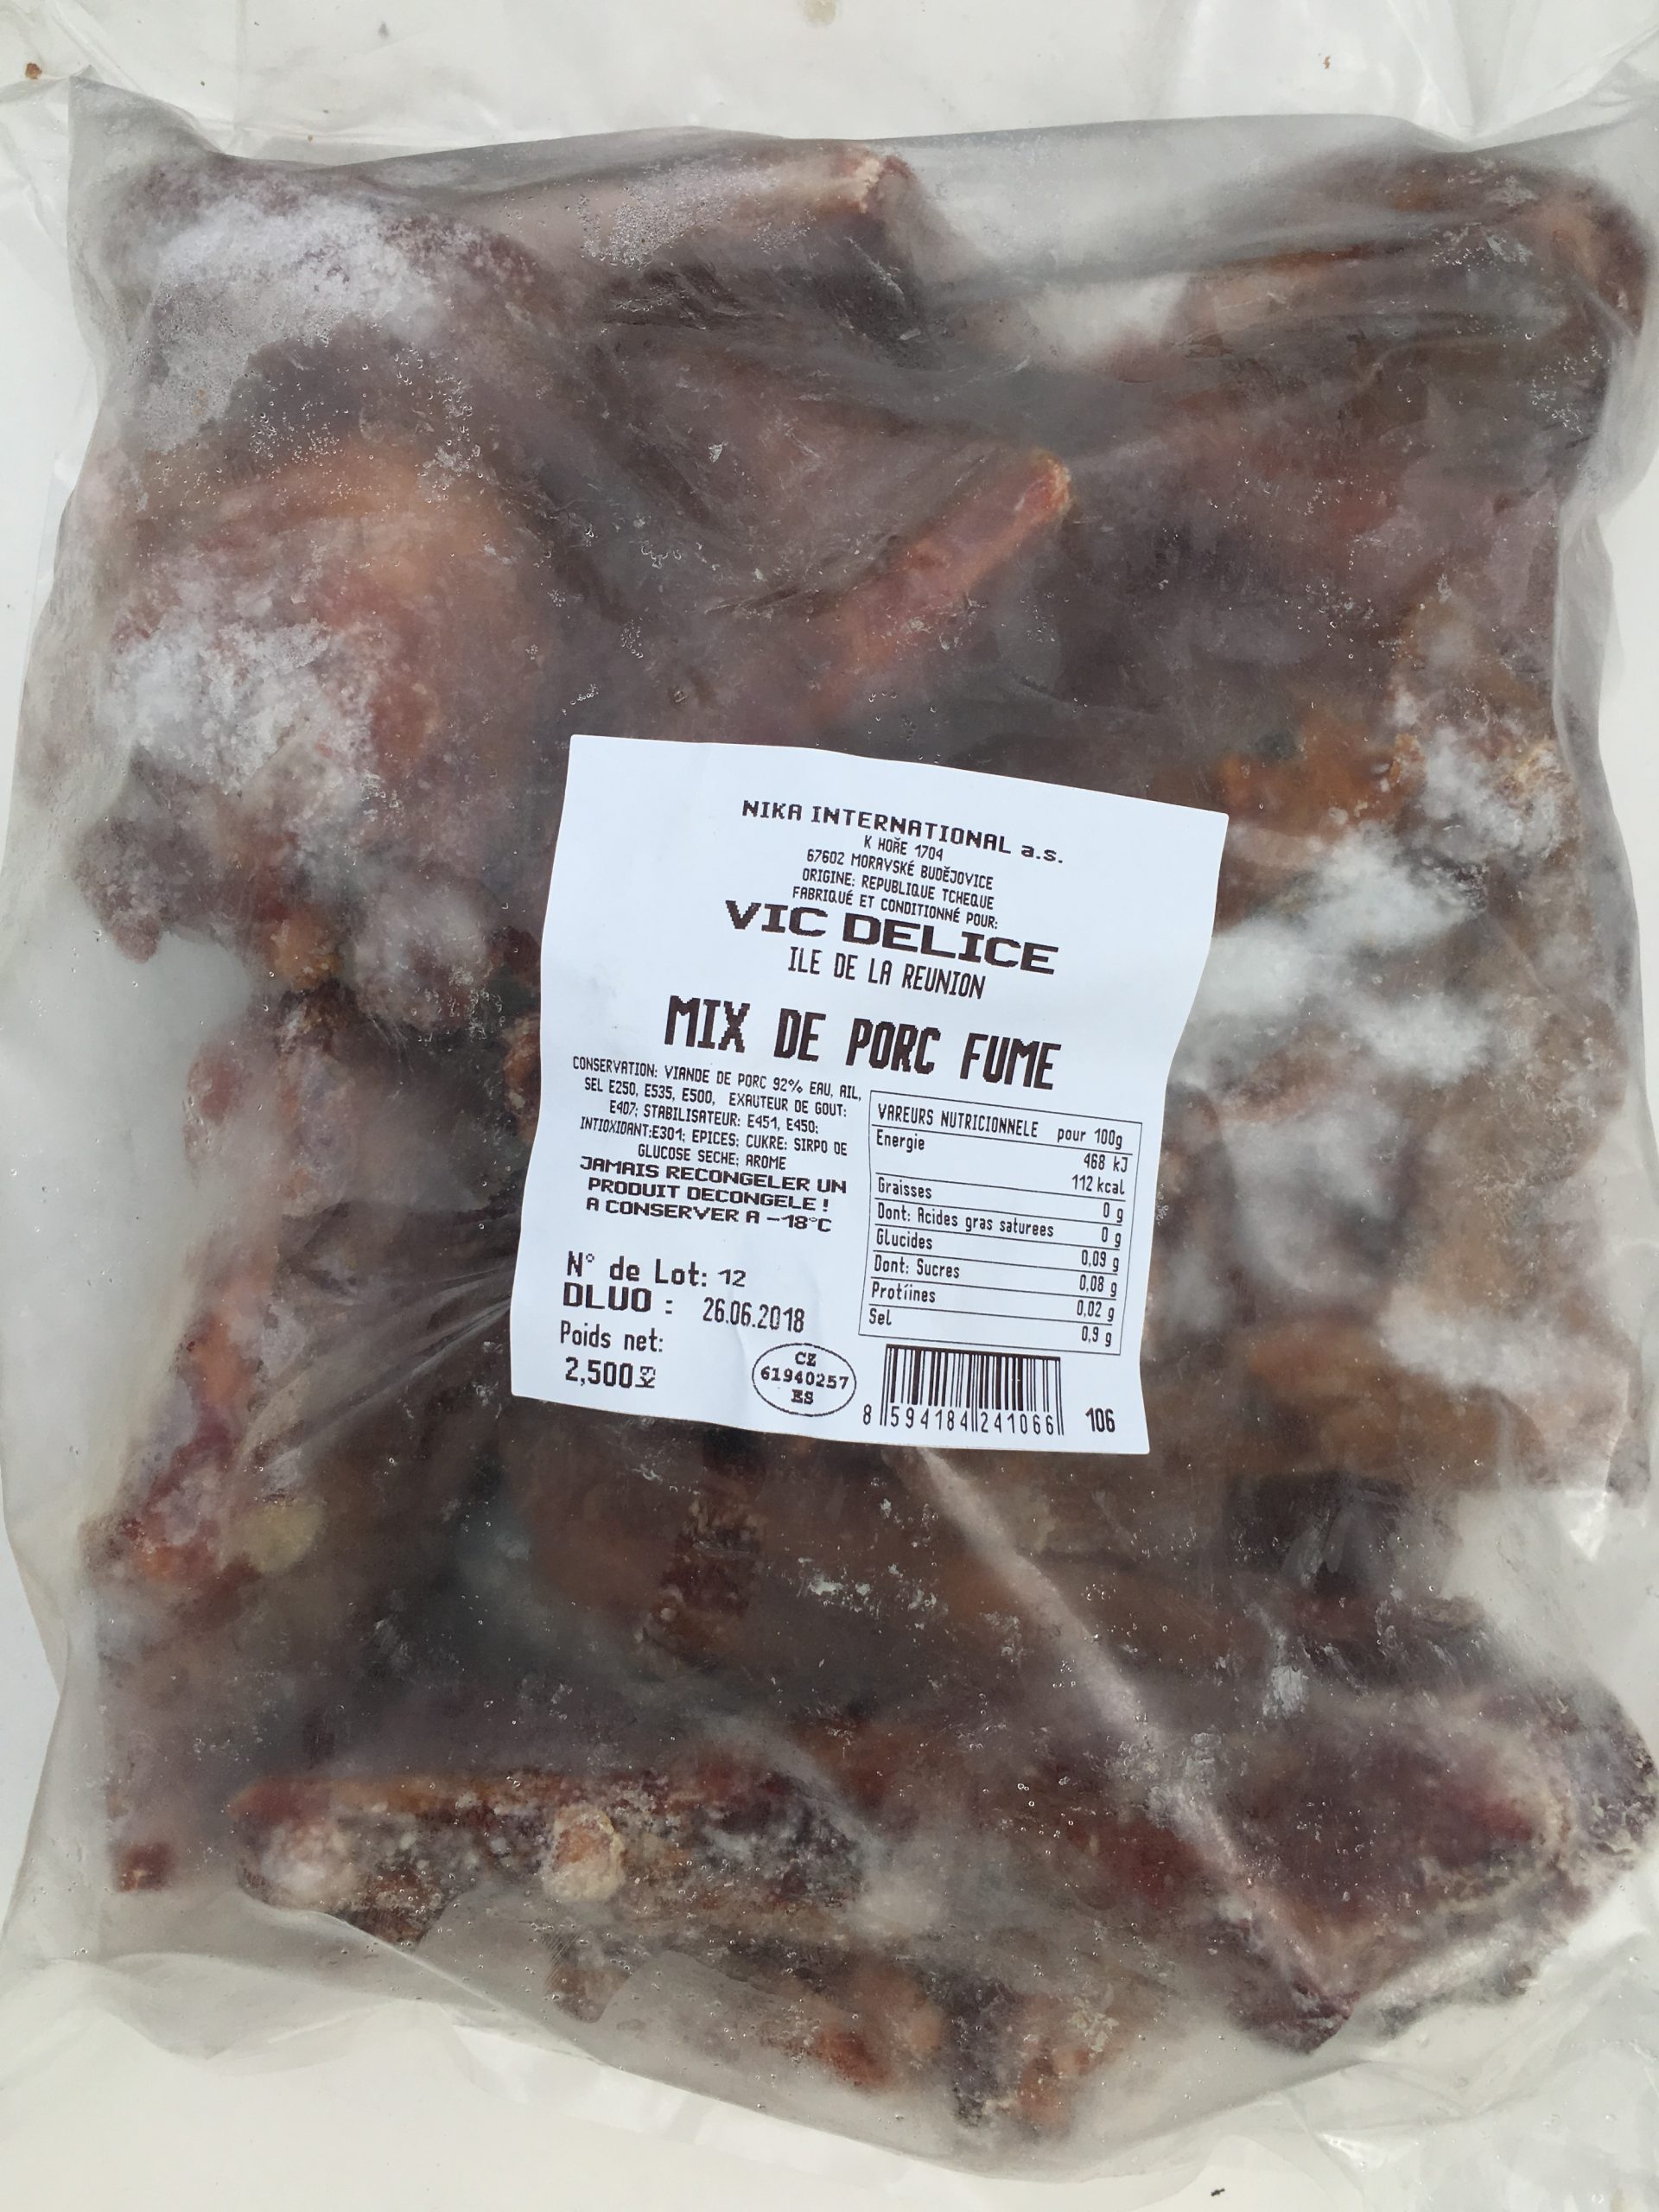 NIKA INTERNATIONAL a.s.
K HOŘE 1704
67602 MORAVSKÉ BUDĚJOVICE
ORIGINE: REPUBLIQUE TCHEQUE
FABRIQUÉ ET CONDITIONNÉ POUR:
VIC DELICE
ILE DE LA REUNION
MIX DE PORC FUME
CONSERVATION: VIANDE DE PORC 92% EAU, AIL,
SEL E250, E535, E500, EXAUTEUR DE GOUT:
E407; STABILISATEUR: E451, E450;
INTIOXIDANT:E301; EPICES; CUKRE; SIRPO DE
GLUCOSE SECHE; AROME
JAMAIS RECONGELER UN
PRODUIT DECONGELE !
A CONSERVER A -18°C
VAREURS NUTRICIONNELE pour 100g
Energie 468 kJ
112 kcal
Graisses 0 g
Dont: Acides gras saturees 0 g
Glucides 0,09 g
Dont: Sucres 0,08 g
Protíines 0,02 g
Sel 0,9 g
N° de Lot: 12
DLUO : 26.06.2018
Poids net:
2,500 kg
CZ
61940257
ES
8 594184 241066
106